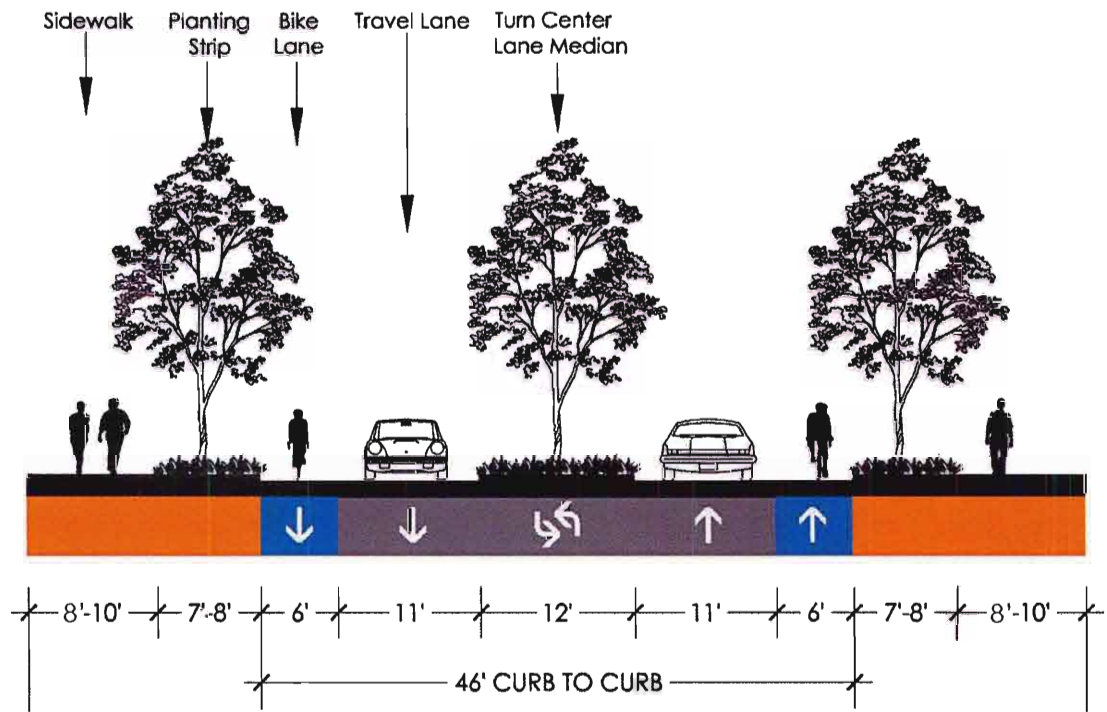 Sidewalk
Planting
Strip
Bike
Lane
Travel Lane
Turn Center
Lane Median
8'-10'
7'-8'
6'
11'
12'
11'
6'
7'-8'
8'-10'
46' CURB TO CURB